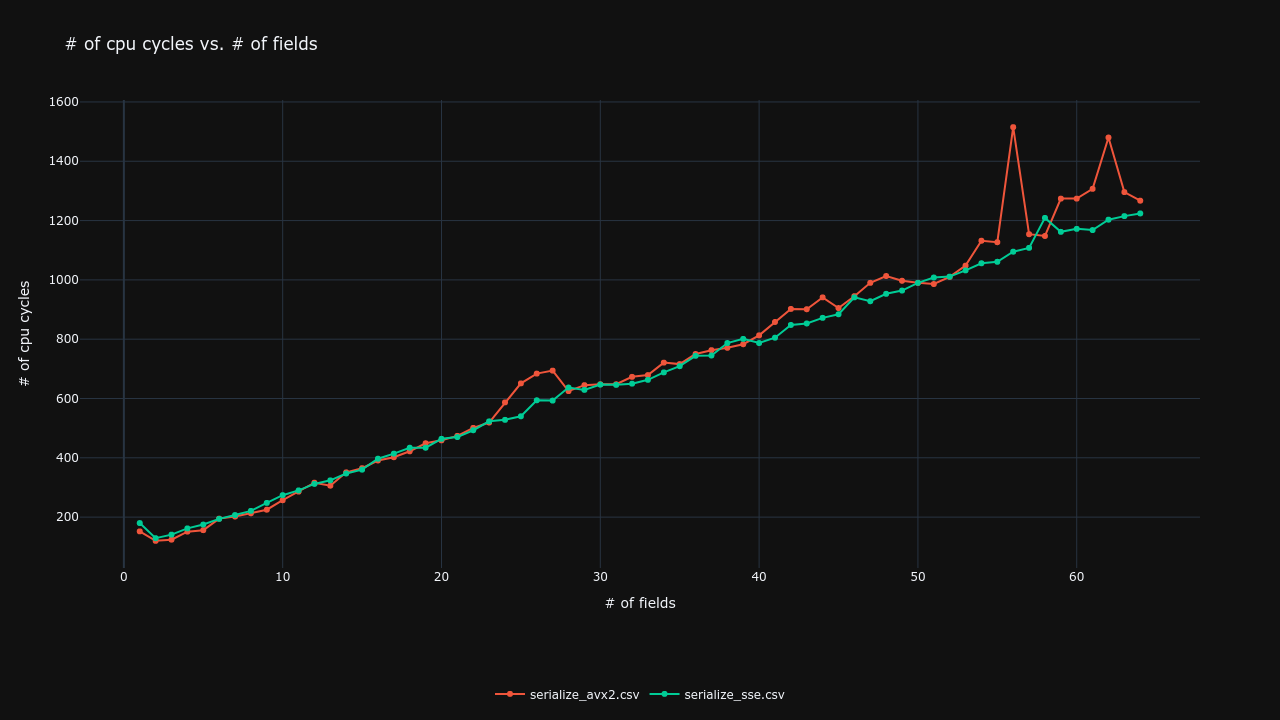 # of cpu cycles vs. # of fields
1600
1400
1200
1000
800
600
400
200
# of cpu cycles
0 10 20 30 40 50 60
# of fields
serialize_avx2.csv serialize_sse.csv